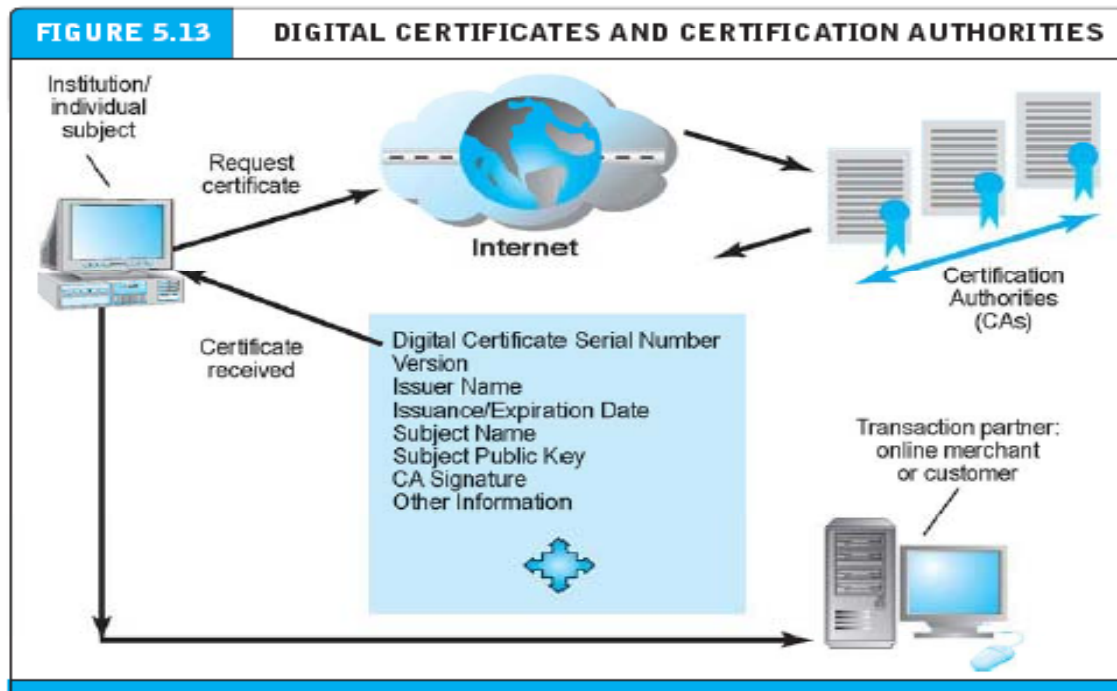 FIGURE 5.13
DIGITAL CERTIFICATES AND CERTIFICATION AUTHORITIES
Institution/
individual
subject
Request
certificate
Internet
Certification
Authorities
(CAs)
Certificate
received
Digital Certificate Serial Number
Version
Issuer Name
Issuance/Expiration Date
Subject Name
Subject Public Key
CA Signature
Other Information
Transaction partner:
online merchant
or customer